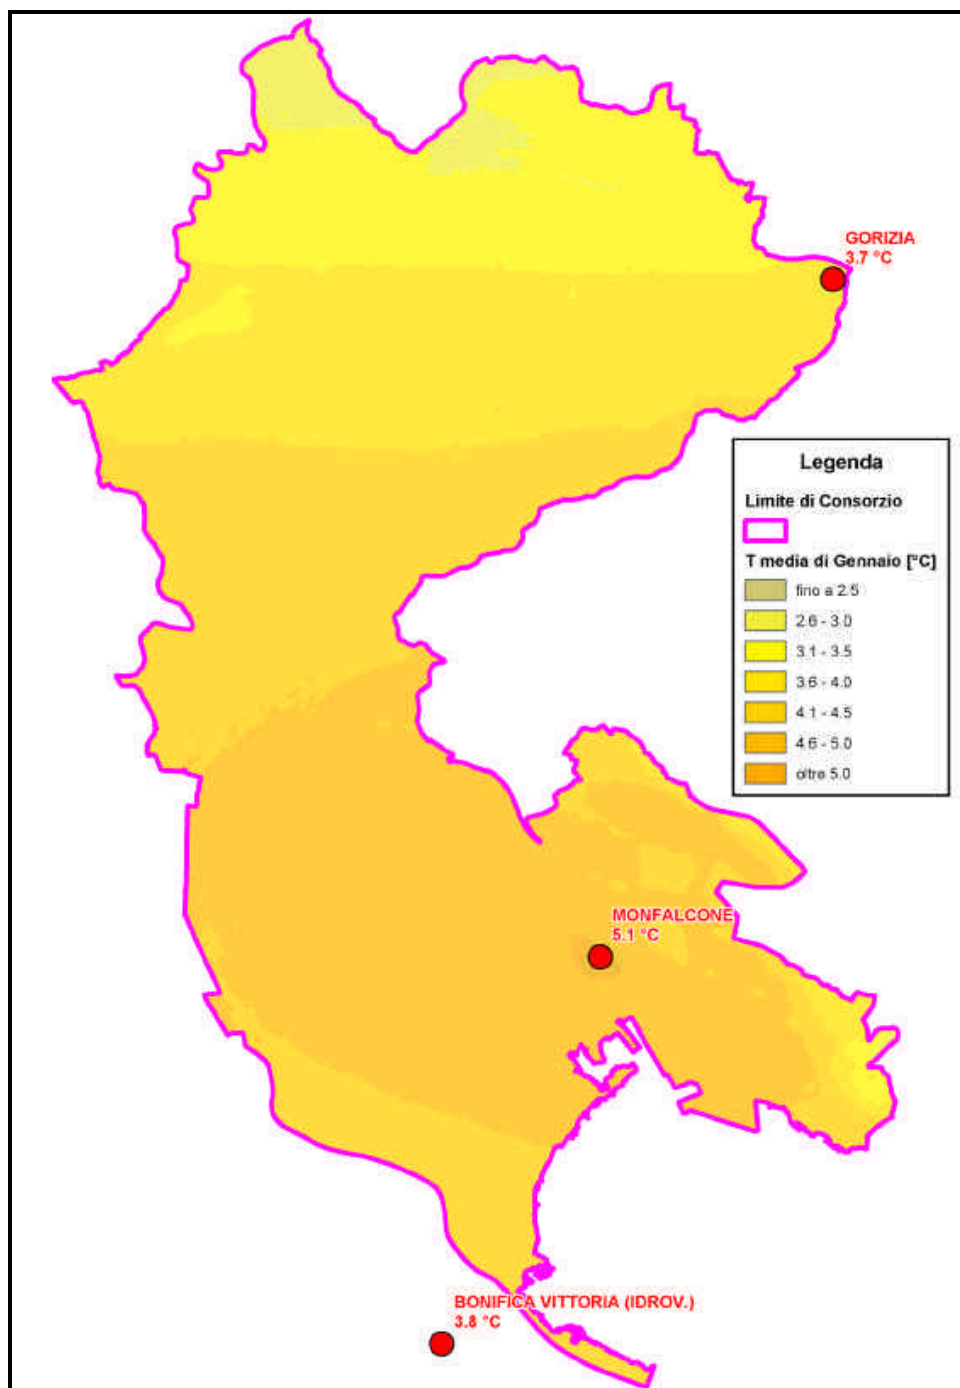 GORIZIA
3.7 °C
Legenda
Limite di Consorzio
T media di Gennaio [°C]
fino a 2.5
2.6 - 3.0
3.1 - 3.5
3.6 - 4.0
4.1 - 4.5
4.6 - 5.0
oltre 5.0
MONFALCONE
5.1 °C
BONIFICA VITTORIA (IDROV.)
3.8 °C